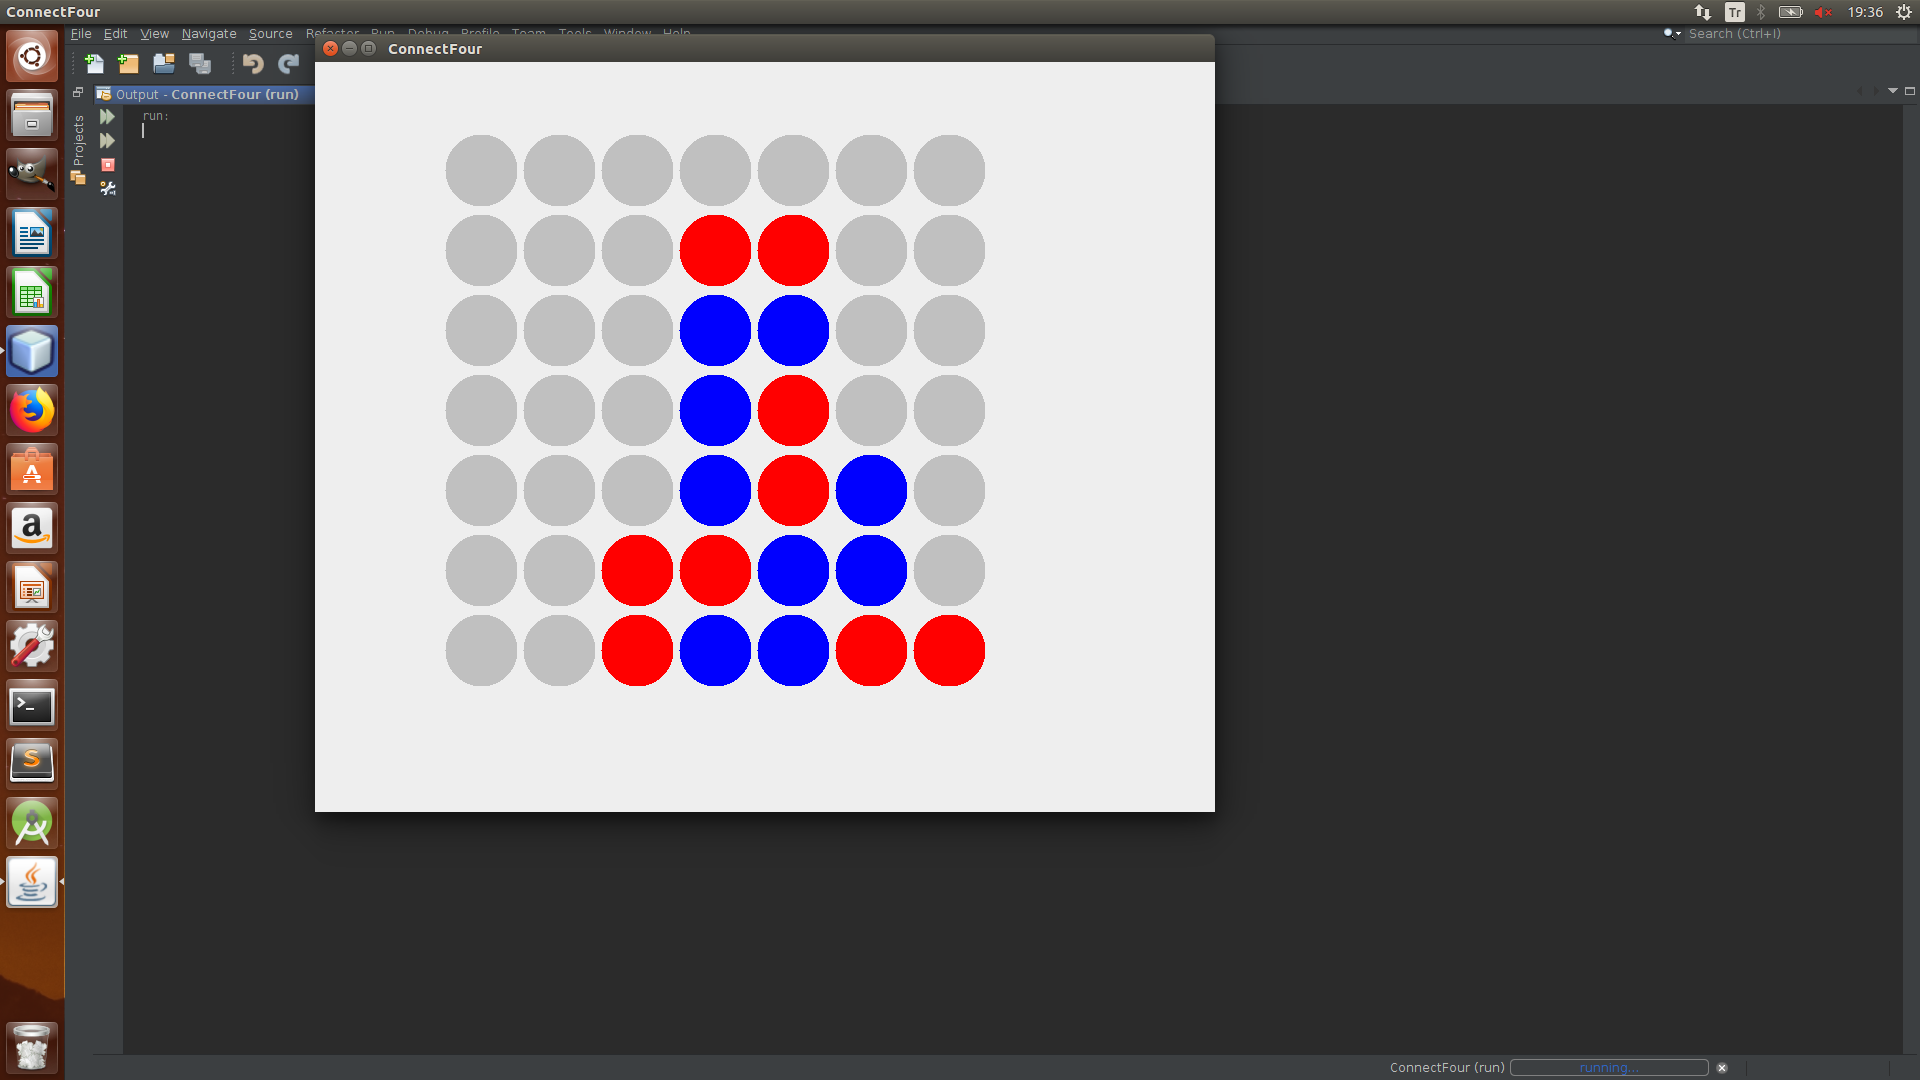 ConnectFour
Tr
19:36
File Edit View Navigate Source Refactor Run Debug Profile Team Tools Window Help
Search (Ctrl+I)
ConnectFour
Output - ConnectFour (run)
Projects
run:
ConnectFour (run)
running...